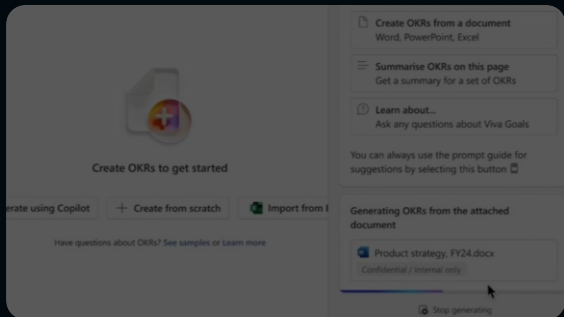 Create OKRs to get started
erate using Copilot
Create from scratch
Import from
Have questions about OKRs? See samples or Learn more
Create OKRs from a document
Word, PowerPoint, Excel
Summarise OKRs on this page
Get a summary for a set of OKRs
Learn about...
Ask any questions about Viva Goals
You can always use the prompt guide for
suggestions by selecting this button
Generating OKRs from the attached
document
Product strategy, FY24.docx
Confidential / Internal only
Stop generating